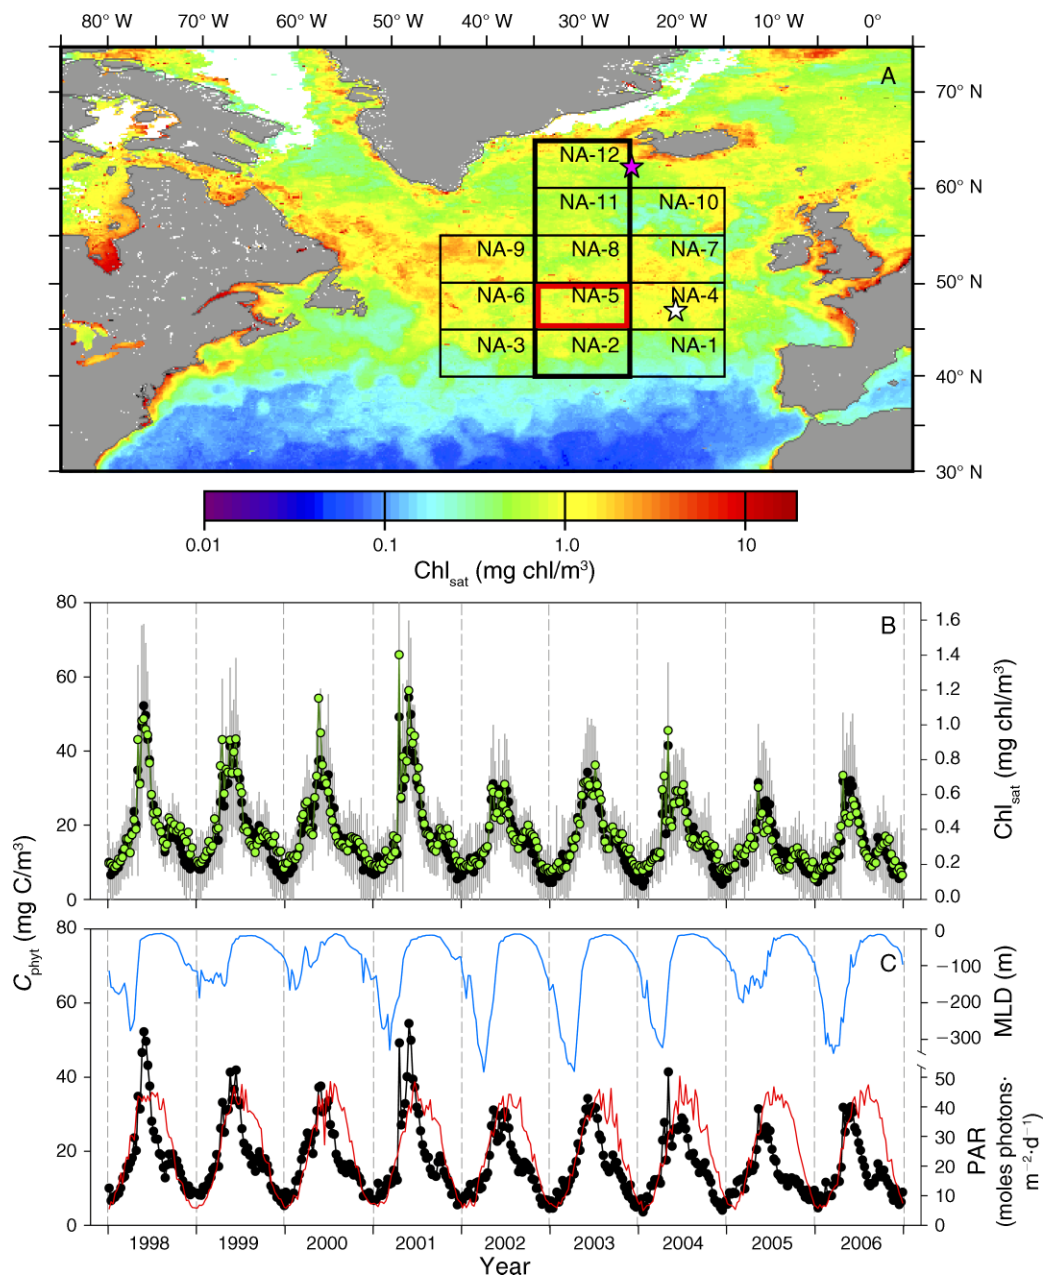 80° W 70° W 60° W 50° W 40° W 30° W 20° W 10° W 0°
A
70° N
NA-12
60° N
NA-11 NA-10
NA-9 NA-8 NA-7
50° N
NA-6 NA-5 NA-4
NA-3 NA-2 NA-1
40° N
30° N
0.01 0.1 1.0 10
Chlsat (mg chl/m³)
B
80
60
40
20
0
1.6
1.4
1.2
1.0
0.8
0.6
0.4
0.2
0.0
Chlsat (mg chl/m³)
Cphyt (mg C/m³)
C
80
60
40
20
0
0
−100
−200
−300
MLD (m)
50
40
30
20
10
0
PAR
(moles photons·
m⁻²·d⁻¹)
1998 1999 2000 2001 2002 2003 2004 2005 2006
Year